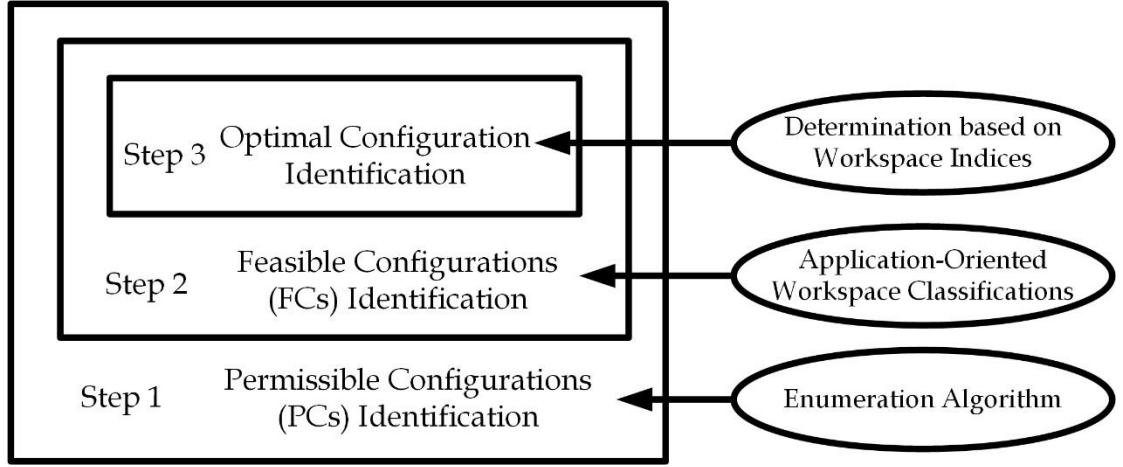 Step 3
Optimal Configuration
Identification
Determination based on
Workspace Indices
Step 2
Feasible Configurations
(FCs) Identification
Application-Oriented
Workspace Classifications
Step 1
Permissible Configurations
(PCs) Identification
Enumeration Algorithm